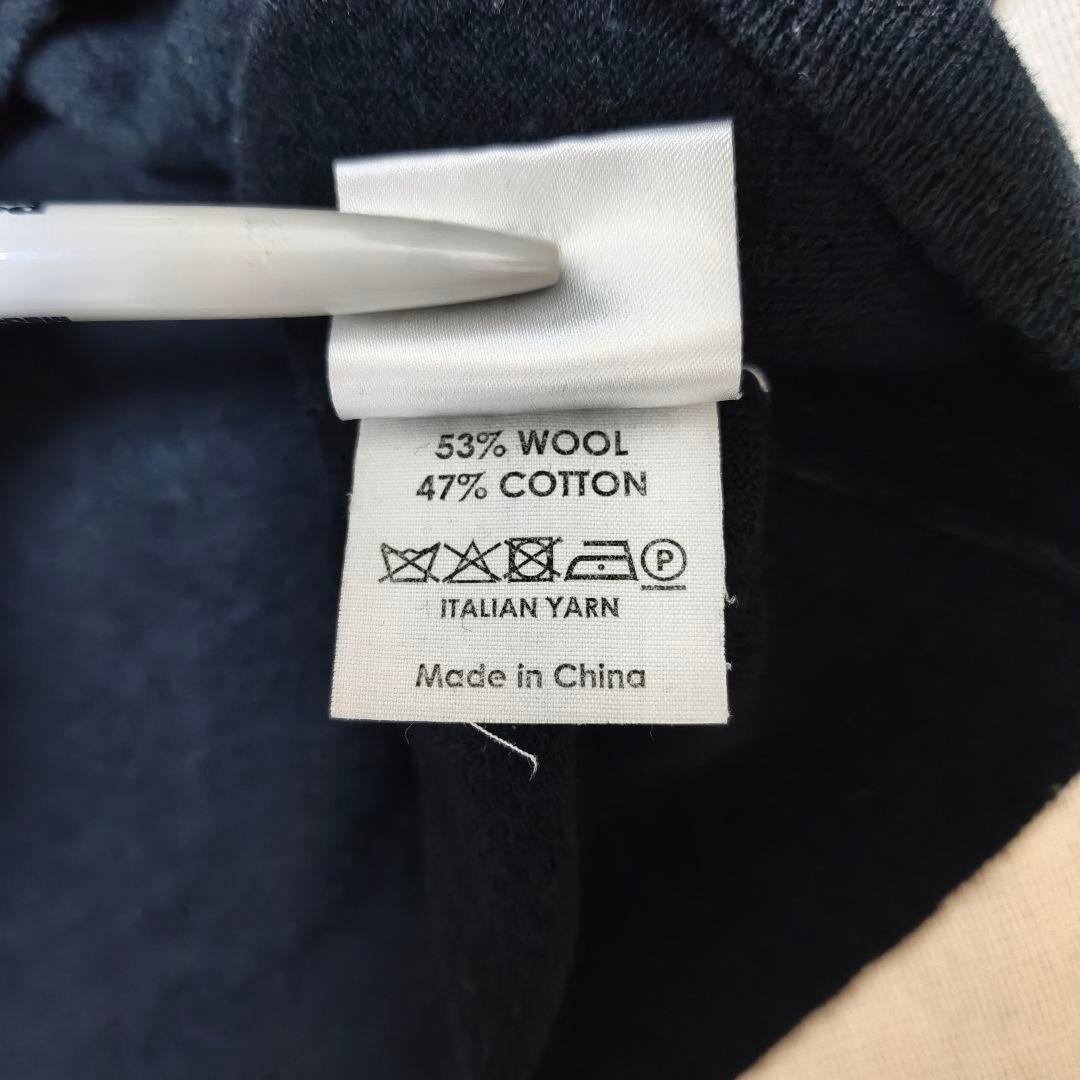 53% WOOL
47% COTTON
P
ITALIAN YARN
Made in China